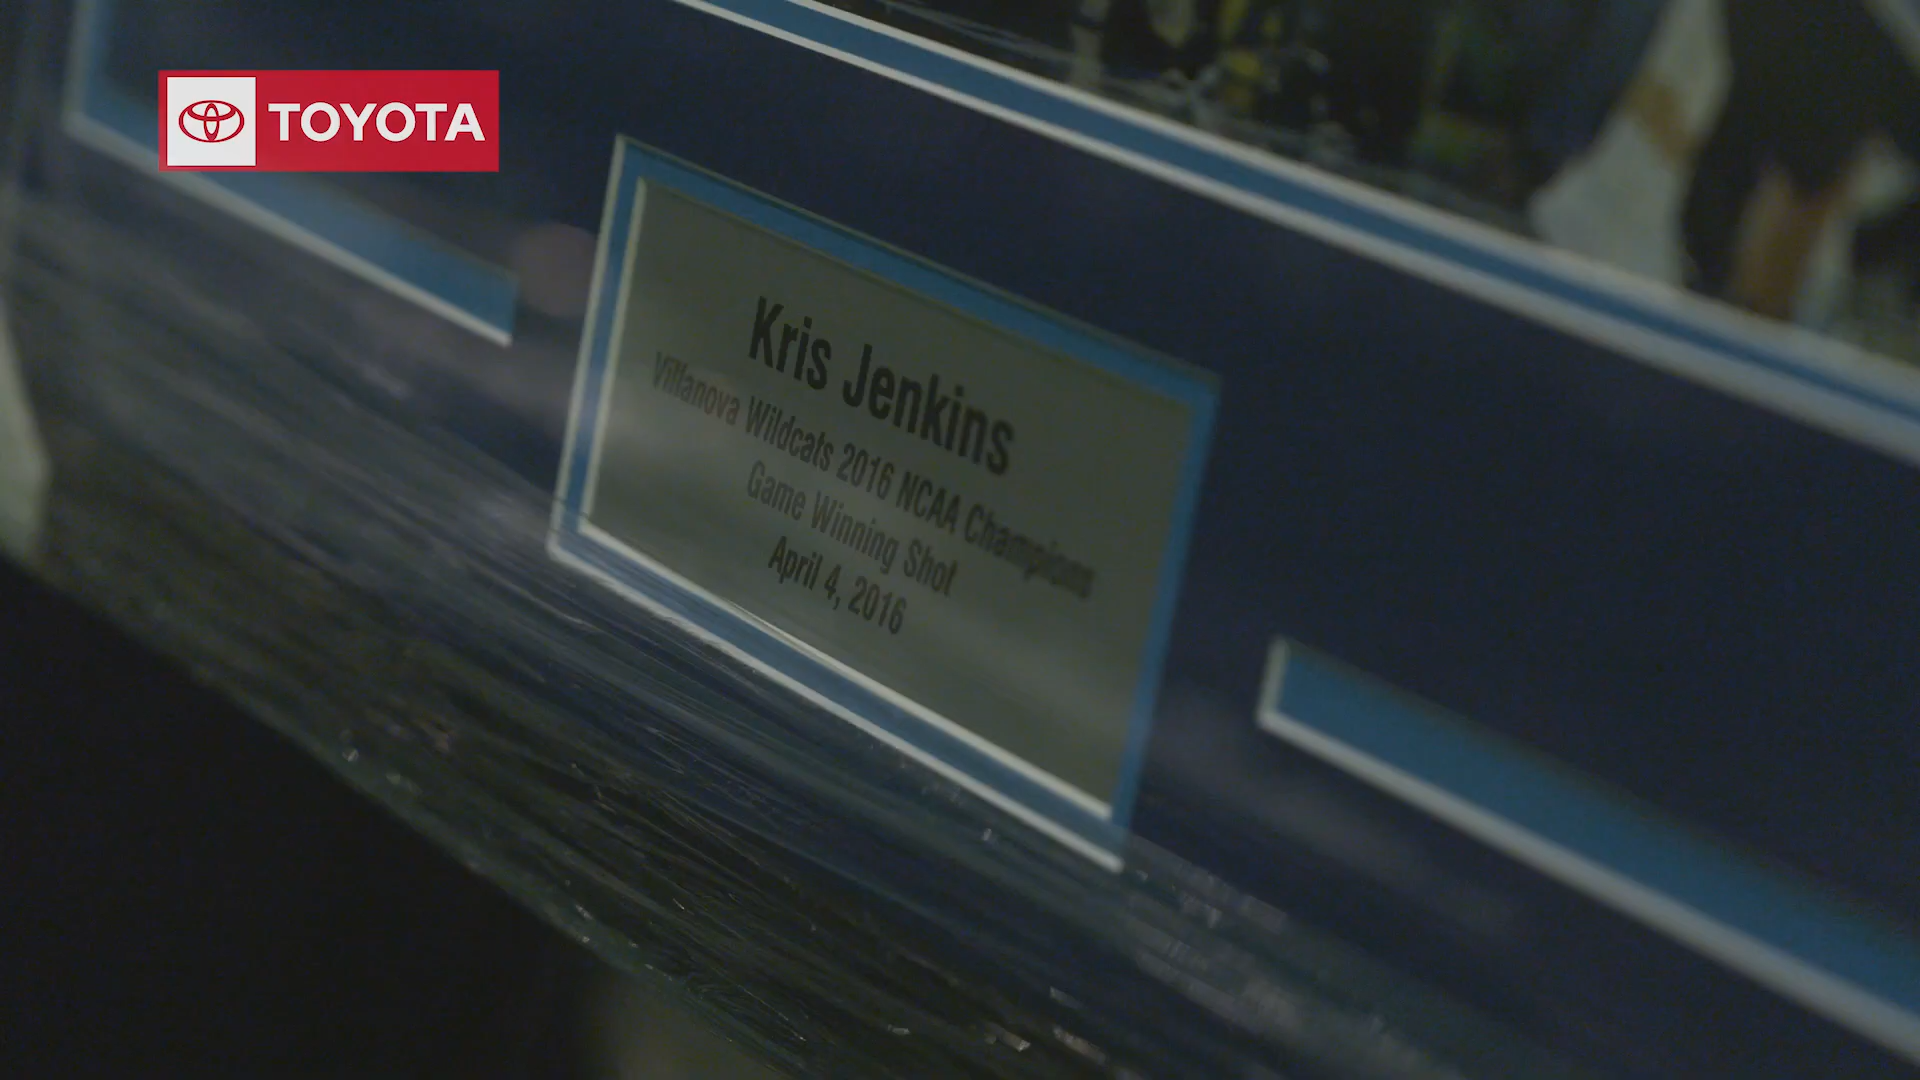 TOYOTA
Kris Jenkins
Villanova Wildcats 2016 NCAA Champions
Game Winning Shot
April 4, 2016